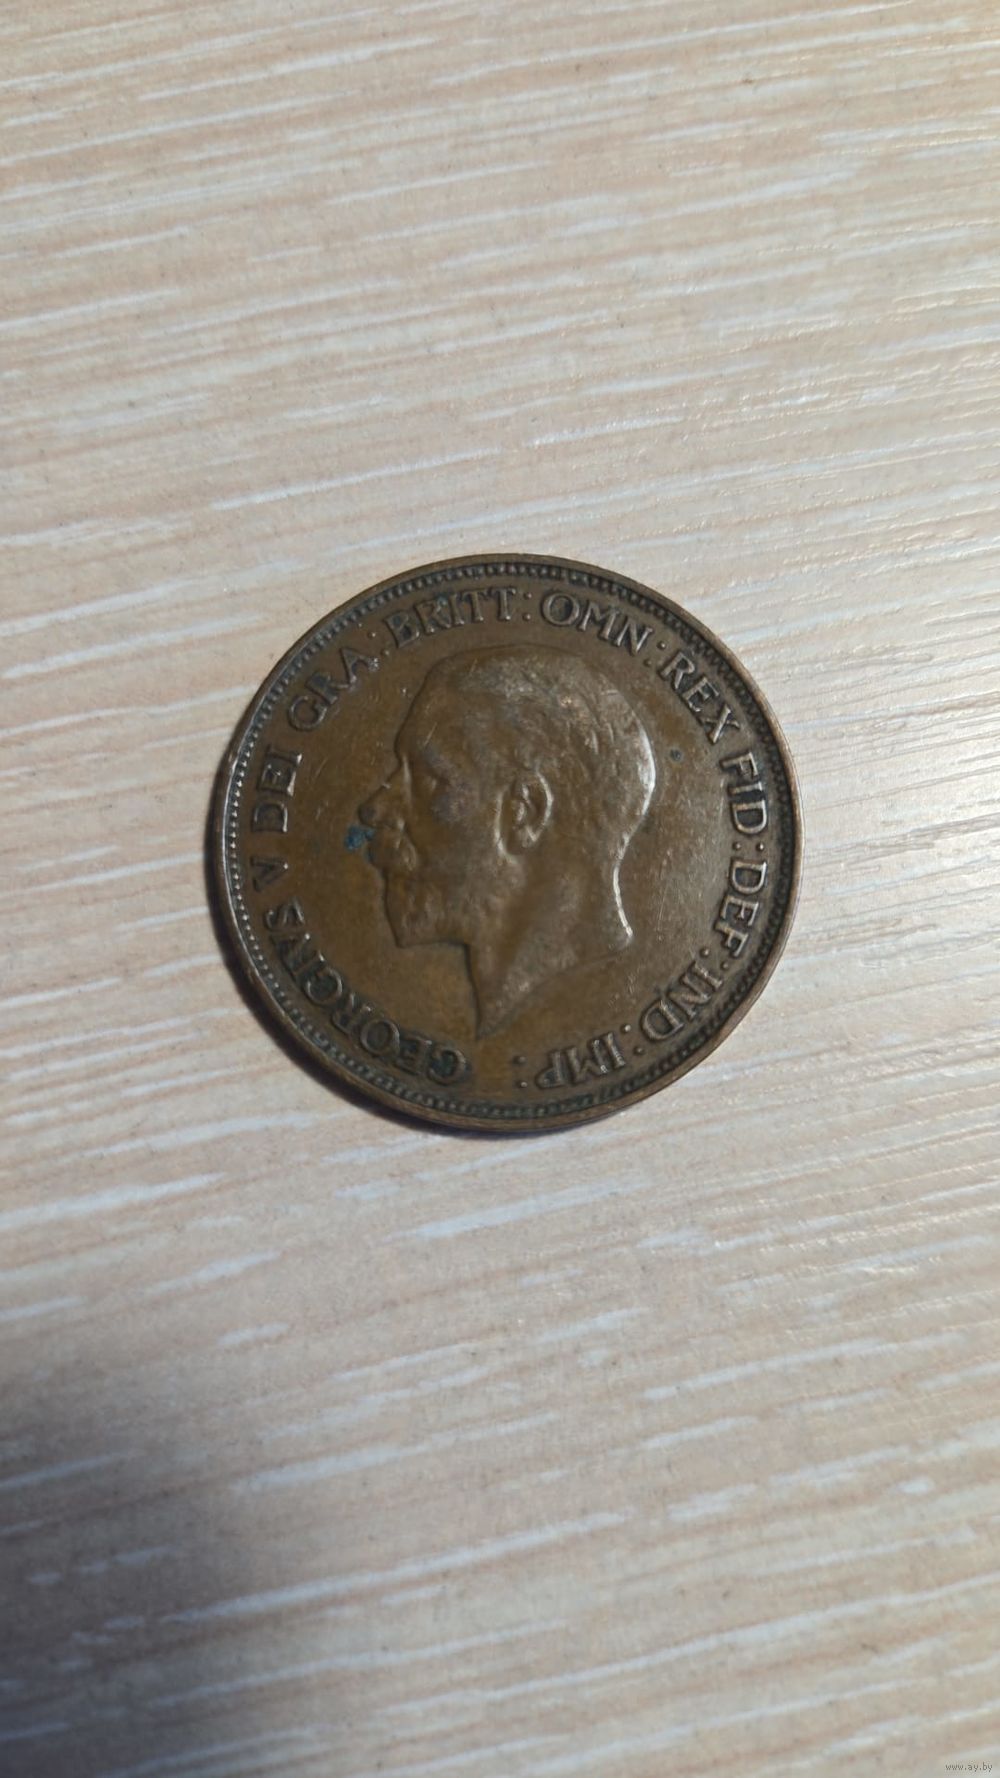 GEORGIVS V DEI GRA: BRITT: OMN: REX FID: DEF: IND: IMP:
www.ay.by